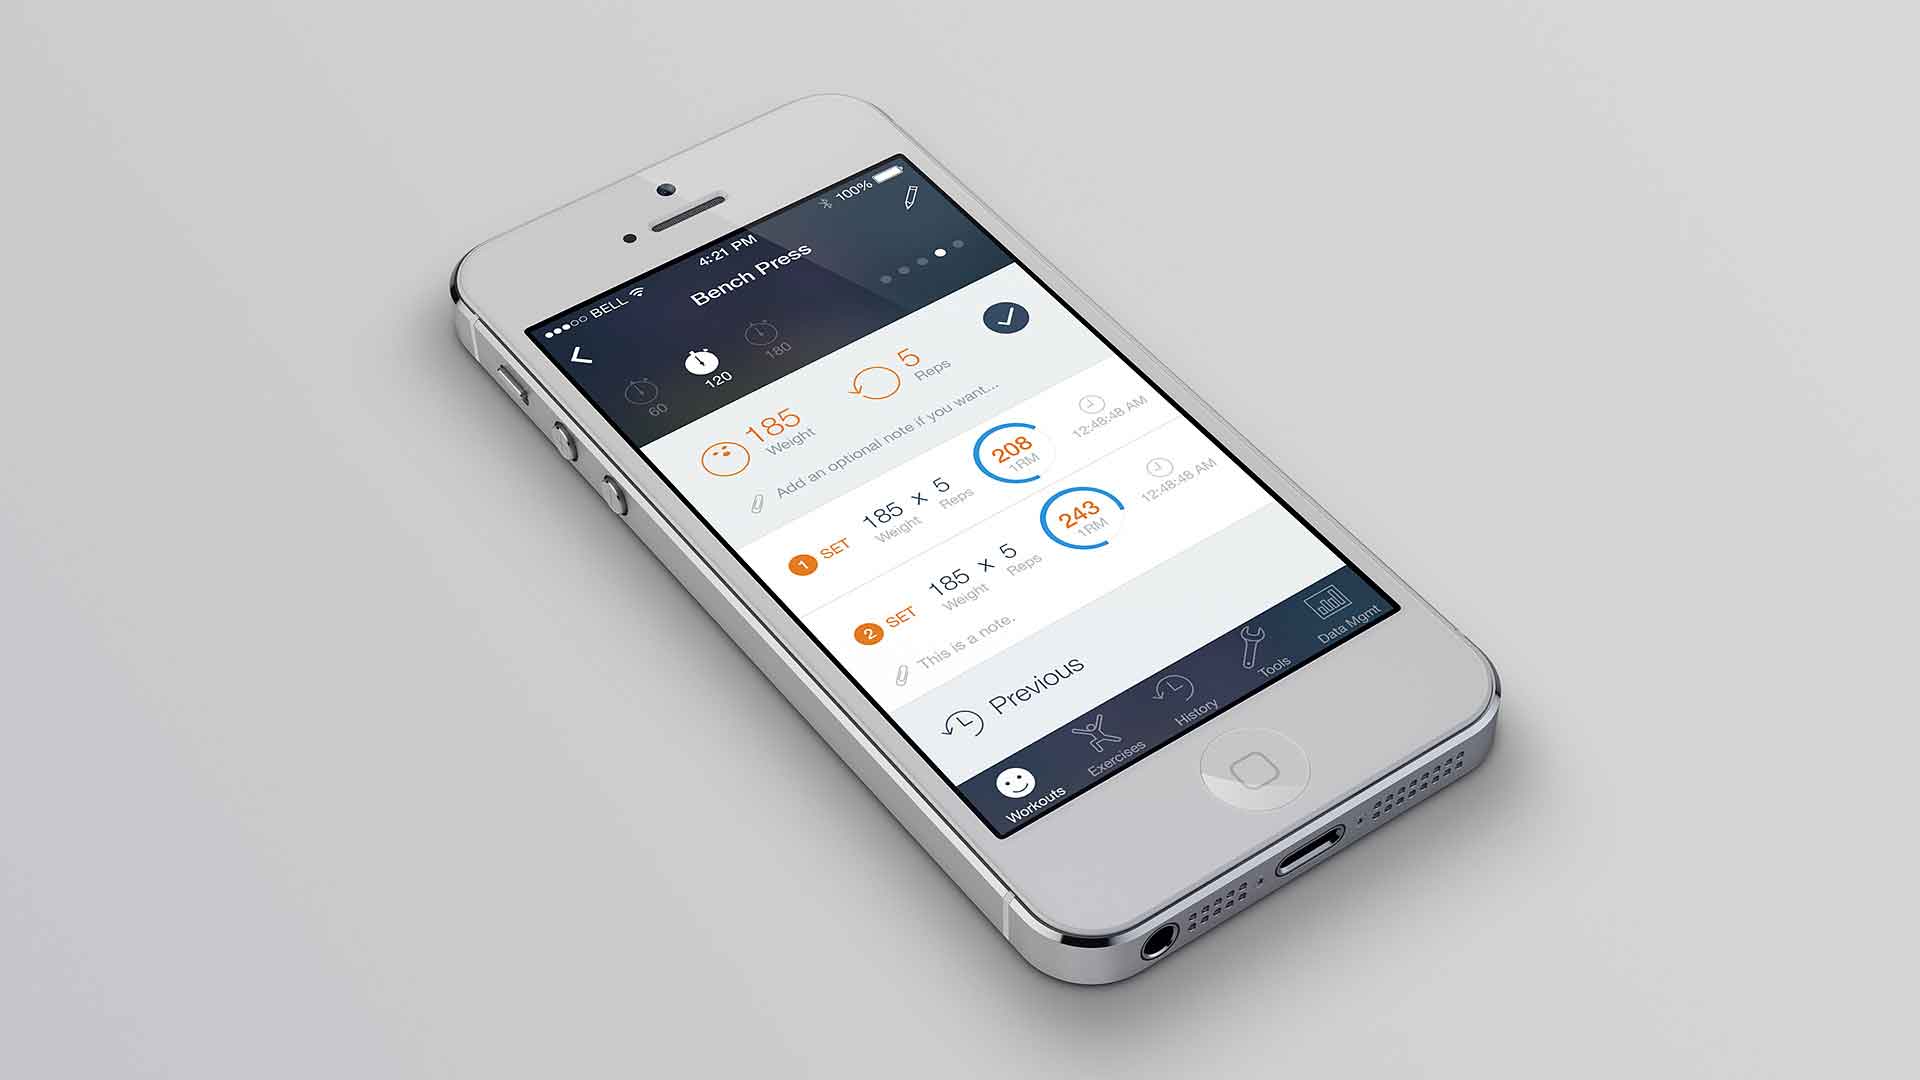 BELL 4:21 PM 100%
Bench Press
60 120 180
185 Weight 5 Reps
Add an optional note if you want...
1 SET 185 x 5 208 12:48:48 AM
Weight Reps 1RM
2 SET 185 x 5 243 12:48:48 AM
Weight Reps 1RM
This is a note.
Previous
Workouts Exercises History Tools Data Mgmt